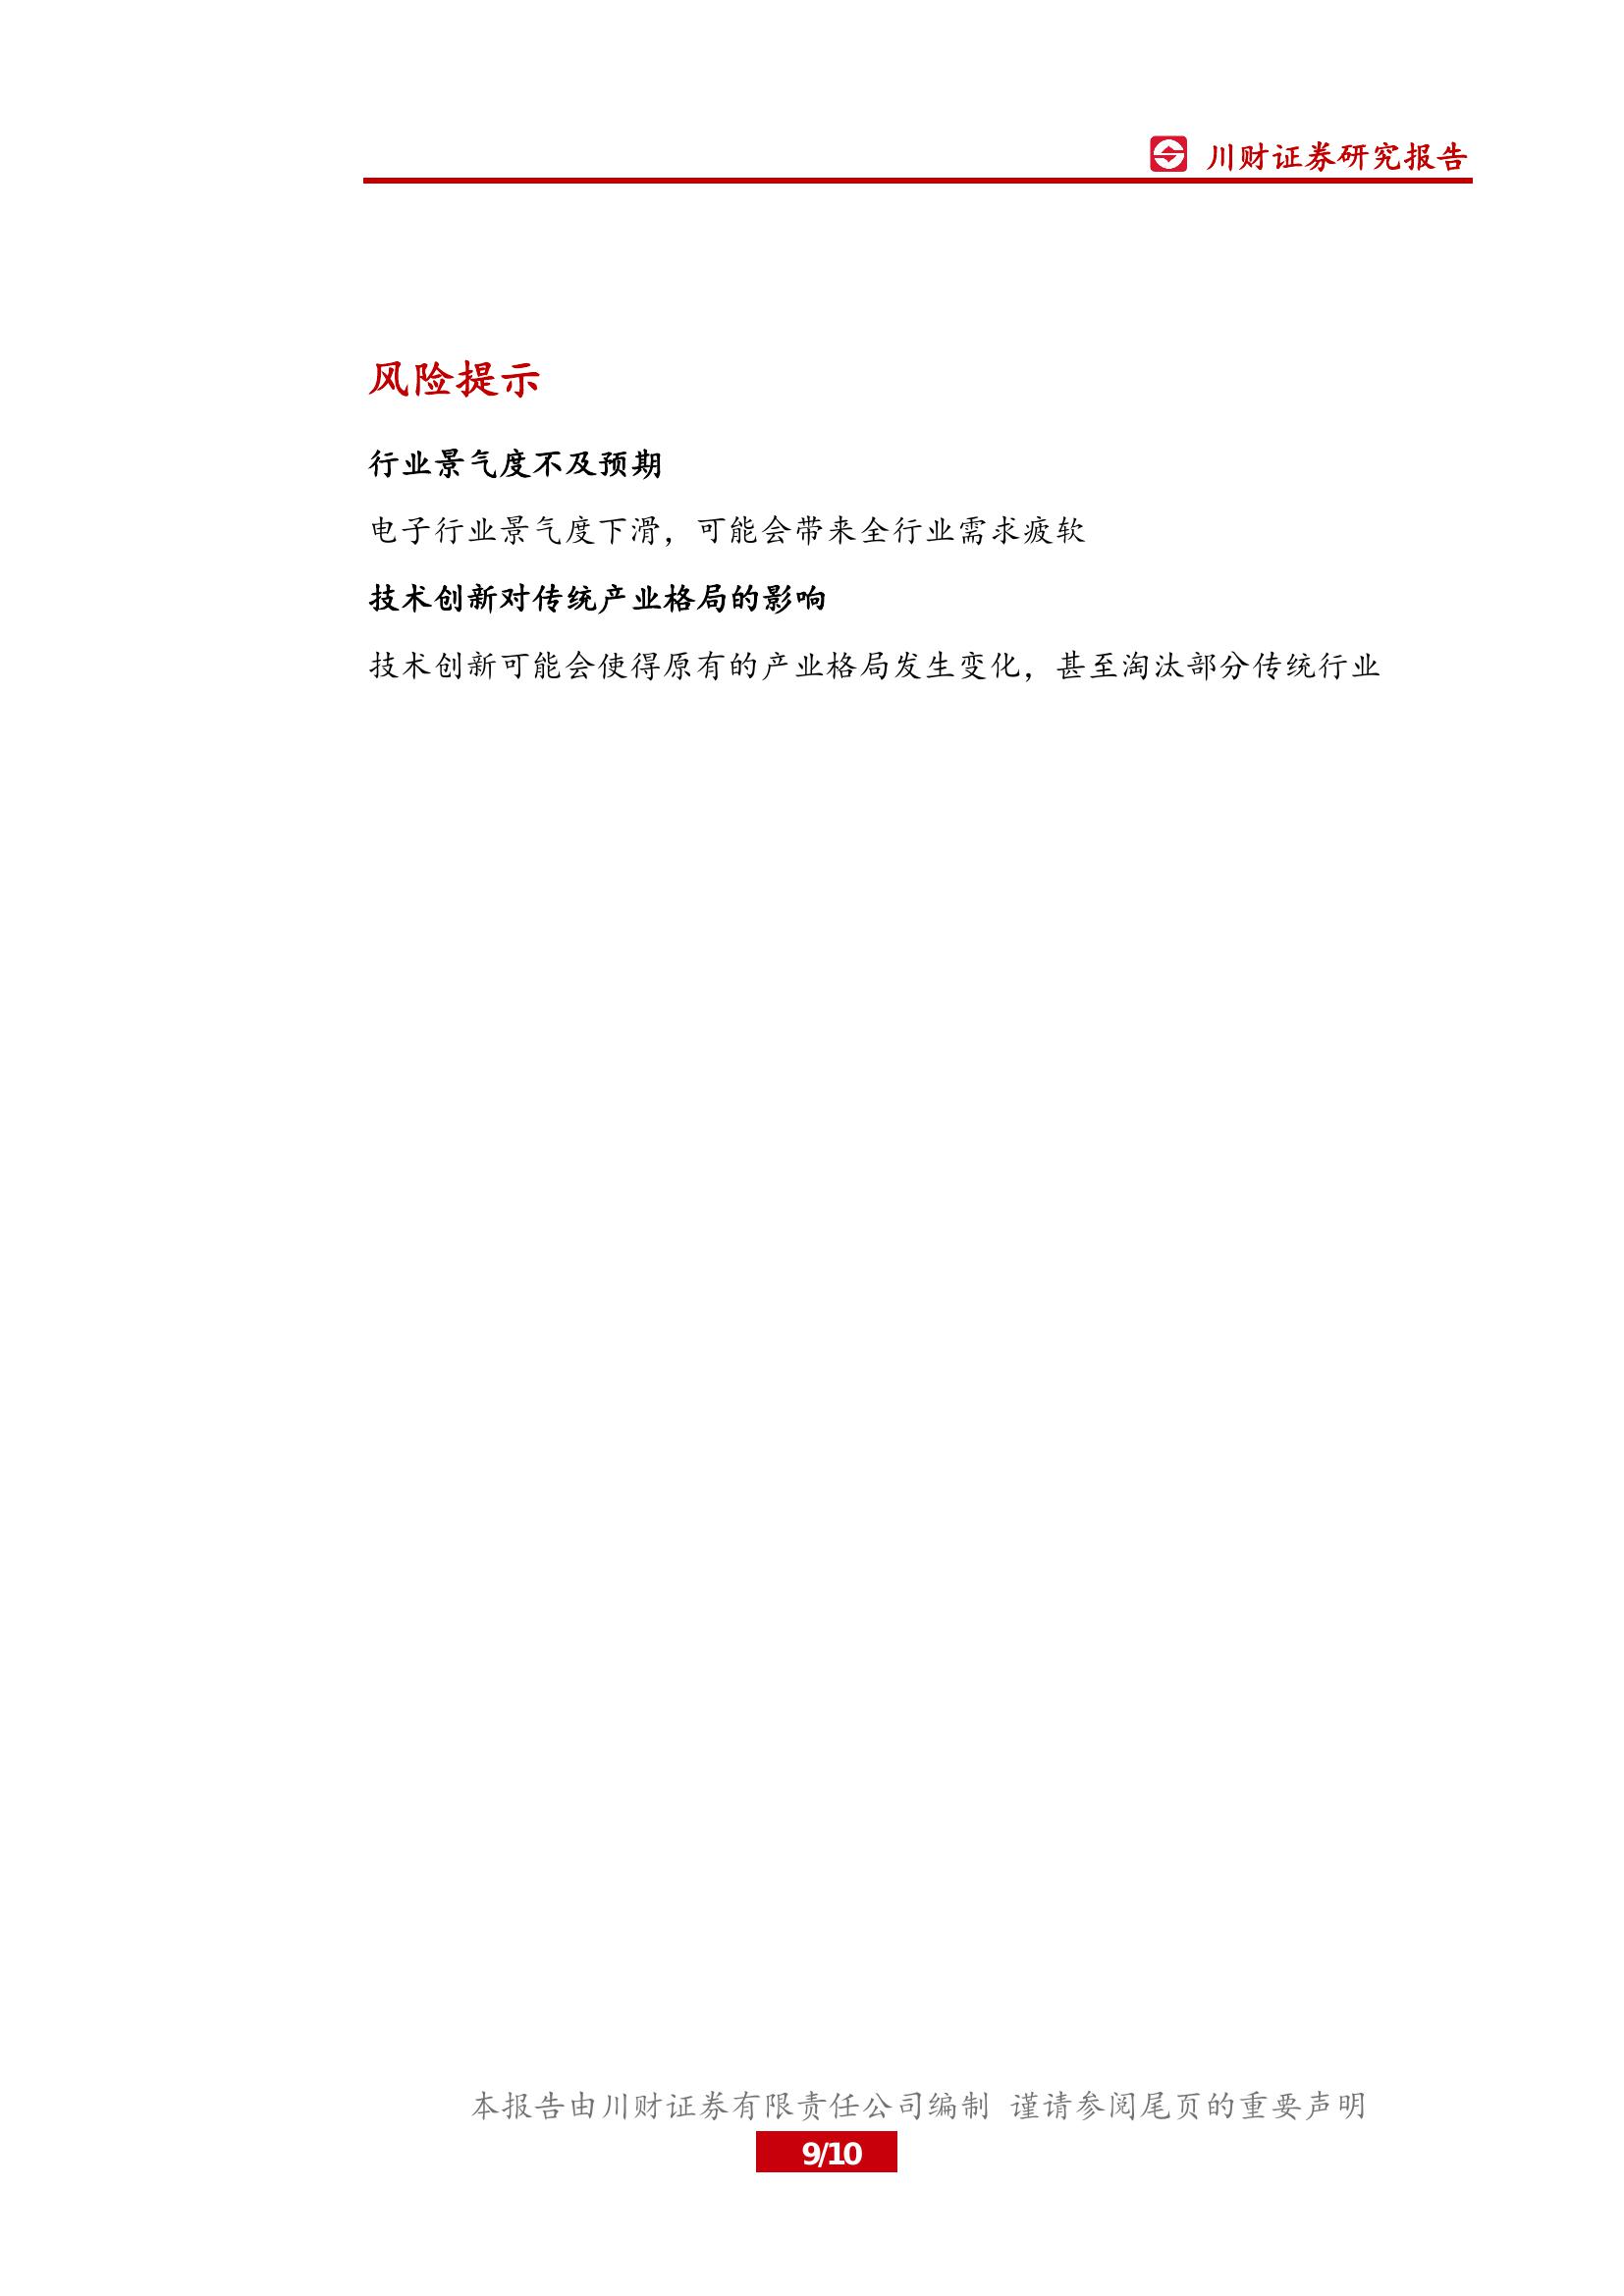 川财证券研究报告
风险提示
行业景气度不及预期
电子行业景气度下滑，可能会带来全行业需求疲软
技术创新对传统产业格局的影响
技术创新可能会使得原有的产业格局发生变化，甚至淘汰部分传统行业
本报告由川财证券有限责任公司编制 谨请参阅尾页的重要声明
9/10